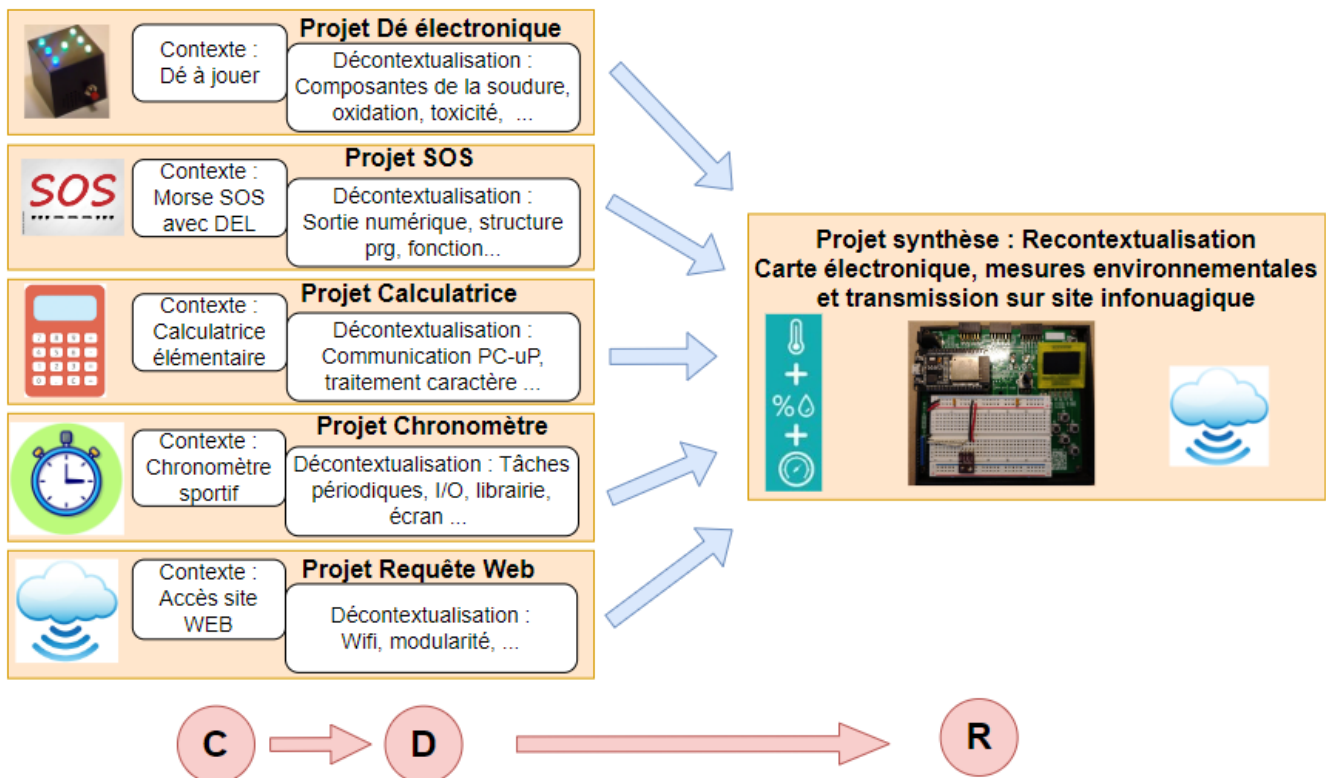 Projet Dé électronique
Contexte :
Dé à jouer
Décontextualisation :
Composantes de la soudure,
oxidation, toxicité, ...
Projet SOS
SOS
Contexte :
Morse SOS
avec DEL
Décontextualisation :
Sortie numérique, structure
prg, fonction...
Projet Calculatrice
Contexte :
Calculatrice
élémentaire
Décontextualisation :
Communication PC-uP,
traitement caractère ...
Projet Chronomètre
Contexte :
Chronomètre
sportif
Décontextualisation : Tâches
périodiques, I/O, librairie,
écran ...
Projet Requête Web
Contexte :
Accès site
WEB
Décontextualisation :
Wifi, modularité, ...
Projet synthèse : Recontextualisation
Carte électronique, mesures environnementales
et transmission sur site infonuagique
+
%
+
C
D
R